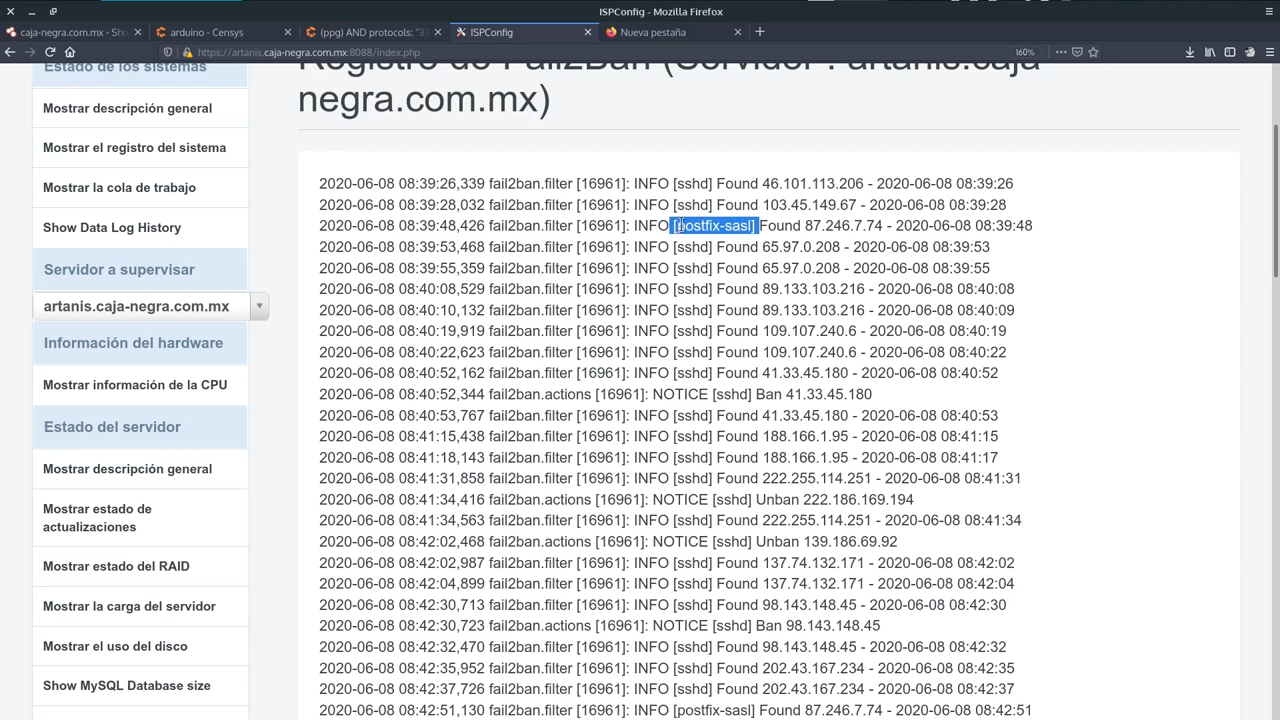 ISPConfig - Mozilla Firefox
caja-negra.com.mx - Sho
arduino - Censys
(ppg) AND protocols: "33
ISPConfig
Nueva pestaña
https://artanis.caja-negra.com.mx:8088/index.php
160%
Estado de los sistemas
Mostrar descripción general
Mostrar el registro del sistema
Mostrar la cola de trabajo
Show Data Log History
Servidor a supervisar
artanis.caja-negra.com.mx
Información del hardware
Mostrar información de la CPU
Estado del servidor
Mostrar descripción general
Mostrar estado de
actualizaciones
Mostrar estado del RAID
Mostrar la carga del servidor
Mostrar el uso del disco
Show MySQL Database size
Registro de Fail2Ban (Servidor : artanis.caja-
negra.com.mx)
2020-06-08 08:39:26,339 fail2ban.filter [16961]: INFO [sshd] Found 46.101.113.206 - 2020-06-08 08:39:26
2020-06-08 08:39:28,032 fail2ban.filter [16961]: INFO [sshd] Found 103.45.149.67 - 2020-06-08 08:39:28
2020-06-08 08:39:48,426 fail2ban.filter [16961]: INFO [postfix-sasl] Found 87.246.7.74 - 2020-06-08 08:39:48
2020-06-08 08:39:53,468 fail2ban.filter [16961]: INFO [sshd] Found 65.97.0.208 - 2020-06-08 08:39:53
2020-06-08 08:39:55,359 fail2ban.filter [16961]: INFO [sshd] Found 65.97.0.208 - 2020-06-08 08:39:55
2020-06-08 08:40:08,529 fail2ban.filter [16961]: INFO [sshd] Found 89.133.103.216 - 2020-06-08 08:40:08
2020-06-08 08:40:10,132 fail2ban.filter [16961]: INFO [sshd] Found 89.133.103.216 - 2020-06-08 08:40:09
2020-06-08 08:40:19,919 fail2ban.filter [16961]: INFO [sshd] Found 109.107.240.6 - 2020-06-08 08:40:19
2020-06-08 08:40:22,623 fail2ban.filter [16961]: INFO [sshd] Found 109.107.240.6 - 2020-06-08 08:40:22
2020-06-08 08:40:52,162 fail2ban.filter [16961]: INFO [sshd] Found 41.33.45.180 - 2020-06-08 08:40:52
2020-06-08 08:40:52,344 fail2ban.actions [16961]: NOTICE [sshd] Ban 41.33.45.180
2020-06-08 08:40:53,767 fail2ban.filter [16961]: INFO [sshd] Found 41.33.45.180 - 2020-06-08 08:40:53
2020-06-08 08:41:15,438 fail2ban.filter [16961]: INFO [sshd] Found 188.166.1.95 - 2020-06-08 08:41:15
2020-06-08 08:41:18,143 fail2ban.filter [16961]: INFO [sshd] Found 188.166.1.95 - 2020-06-08 08:41:17
2020-06-08 08:41:31,858 fail2ban.filter [16961]: INFO [sshd] Found 222.255.114.251 - 2020-06-08 08:41:31
2020-06-08 08:41:34,416 fail2ban.actions [16961]: NOTICE [sshd] Unban 222.186.169.194
2020-06-08 08:41:34,563 fail2ban.filter [16961]: INFO [sshd] Found 222.255.114.251 - 2020-06-08 08:41:34
2020-06-08 08:42:02,468 fail2ban.actions [16961]: NOTICE [sshd] Unban 139.186.69.92
2020-06-08 08:42:02,987 fail2ban.filter [16961]: INFO [sshd] Found 137.74.132.171 - 2020-06-08 08:42:02
2020-06-08 08:42:04,899 fail2ban.filter [16961]: INFO [sshd] Found 137.74.132.171 - 2020-06-08 08:42:04
2020-06-08 08:42:30,713 fail2ban.filter [16961]: INFO [sshd] Found 98.143.148.45 - 2020-06-08 08:42:30
2020-06-08 08:42:30,723 fail2ban.actions [16961]: NOTICE [sshd] Ban 98.143.148.45
2020-06-08 08:42:32,470 fail2ban.filter [16961]: INFO [sshd] Found 98.143.148.45 - 2020-06-08 08:42:32
2020-06-08 08:42:35,952 fail2ban.filter [16961]: INFO [sshd] Found 202.43.167.234 - 2020-06-08 08:42:35
2020-06-08 08:42:37,726 fail2ban.filter [16961]: INFO [sshd] Found 202.43.167.234 - 2020-06-08 08:42:37
2020-06-08 08:42:51,130 fail2ban.filter [16961]: INFO [postfix-sasl] Found 87.246.7.74 - 2020-06-08 08:42:51